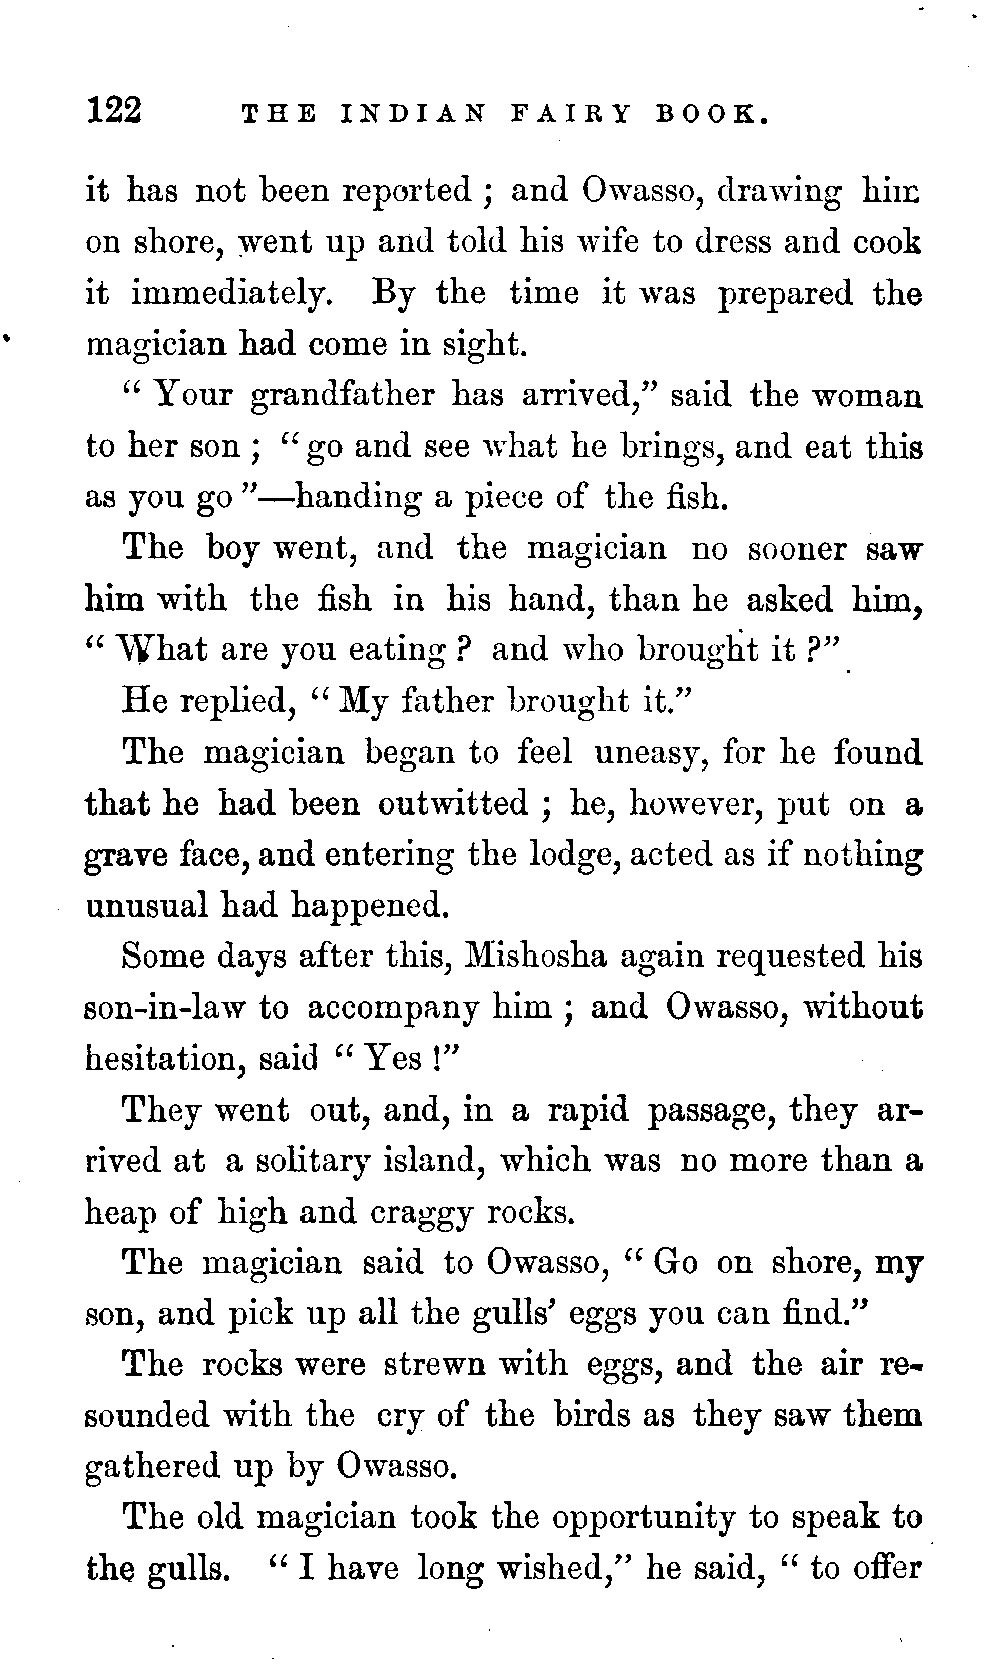 122 THE INDIAN FAIRY BOOK.
it has not been reported ; and Owasso, drawing him
on shore, went up and told his wife to dress and cook
it immediately. By the time it was prepared the
magician had come in sight.
“ Your grandfather has arrived,” said the woman
to her son ; “ go and see what he brings, and eat this
as you go ”—handing a piece of the fish.
The boy went, and the magician no sooner saw
him with the fish in his hand, than he asked him,
“ What are you eating ? and who brought it ?”
He replied, “ My father brought it.”
The magician began to feel uneasy, for he found
that he had been outwitted ; he, however, put on a
grave face, and entering the lodge, acted as if nothing
unusual had happened.
Some days after this, Mishosha again requested his
son-in-law to accompany him ; and Owasso, without
hesitation, said “ Yes !”
They went out, and, in a rapid passage, they ar-
rived at a solitary island, which was no more than a
heap of high and craggy rocks.
The magician said to Owasso, “ Go on shore, my
son, and pick up all the gulls’ eggs you can find.”
The rocks were strewn with eggs, and the air re-
sounded with the cry of the birds as they saw them
gathered up by Owasso.
The old magician took the opportunity to speak to
the gulls. “ I have long wished,” he said, “ to offer